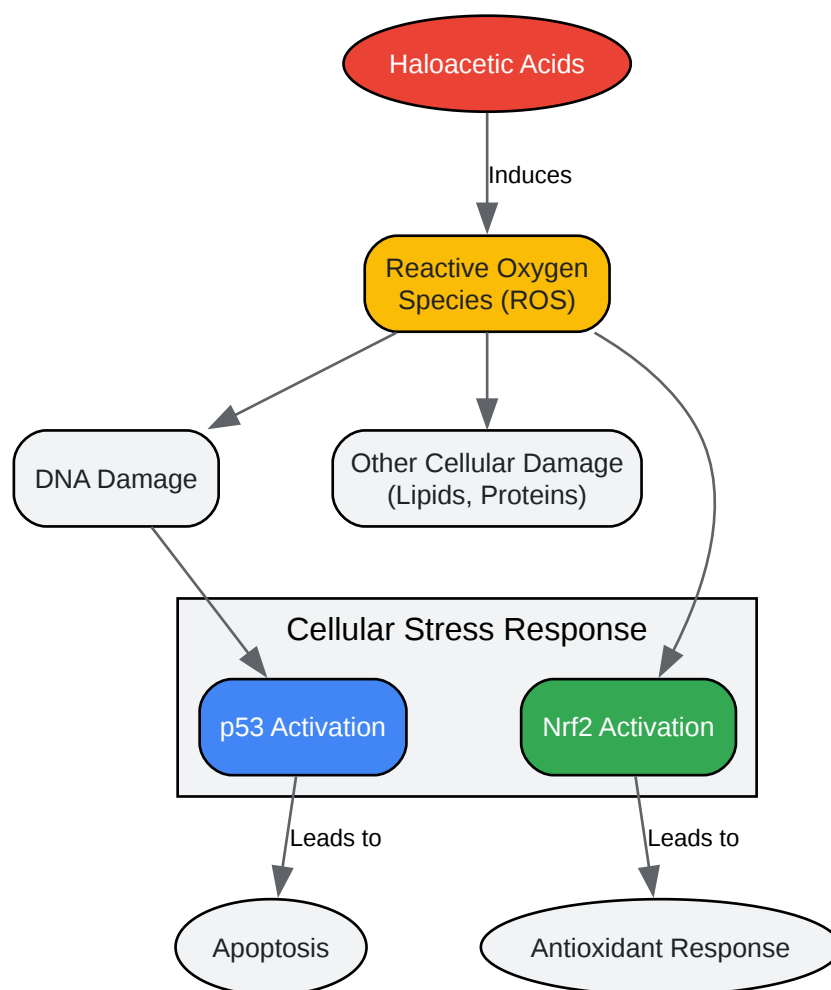 Haloacetic Acids
Induces
Reactive Oxygen
Species (ROS)
DNA Damage
Other Cellular Damage
(Lipids, Proteins)
Cellular Stress Response
p53 Activation
Nrf2 Activation
Leads to
Leads to
Apoptosis
Antioxidant Response